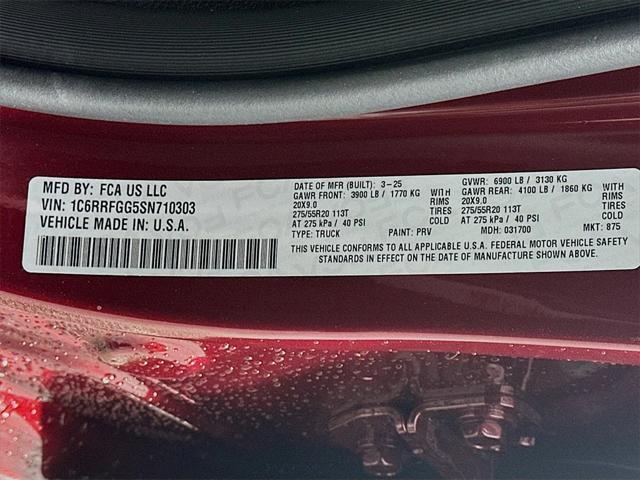 MFD BY: FCA US LLC
VIN: 1C6RRFGG5SN710303
VEHICLE MADE IN: U.S.A.
DATE OF MFR (BUILT): 3-25
GAWR FRONT: 3900 LB / 1770 KG WITH
20X9.0 RIMS
275/55R20 113T TIRES
AT 275 kPa / 40 PSI COLD
TYPE: TRUCK PAINT: PRV
GVWR: 6900 LB / 3130 KG
GAWR REAR: 4100 LB / 1860 KG WITH
20X9.0 RIMS
275/55R20 113T TIRES
AT 275 kPa / 40 PSI COLD
MDH: 031700 MKT: 875
THIS VEHICLE CONFORMS TO ALL APPLICABLE U.S.A. FEDERAL MOTOR VEHICLE SAFETY
STANDARDS IN EFFECT ON THE DATE OF MANUFACTURE SHOWN ABOVE.